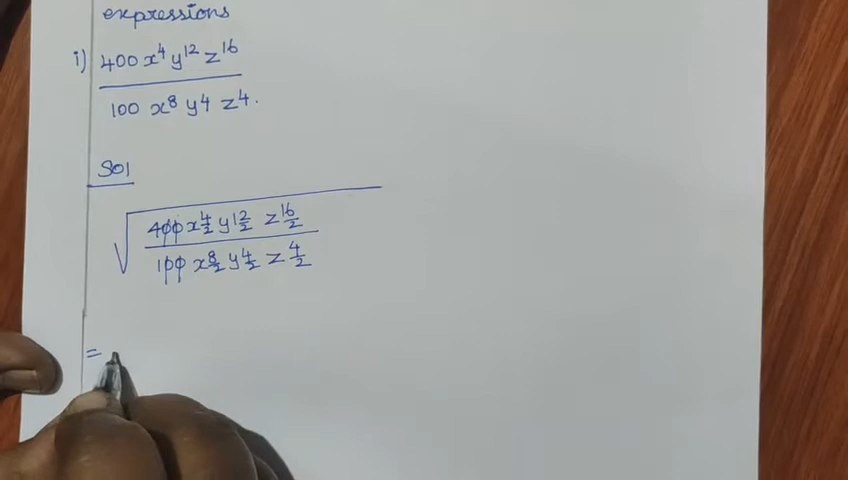 expressions
i) 400 x⁴ y¹² z¹⁶
100 x⁸ y⁴ z⁴.
Sol
√ 400 x^4/2 y^12/2 z^16/2
100 x^8/2 y^4/2 z^4/2
=